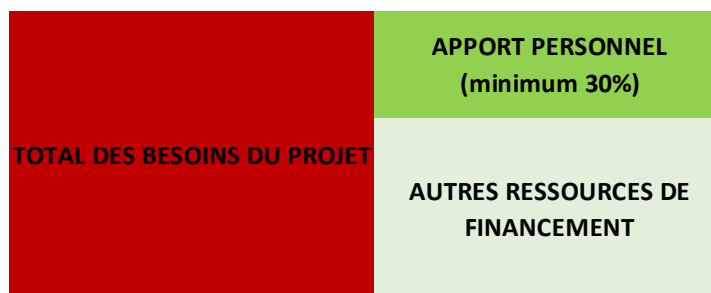 TOTAL DES BESOINS DU PROJET
APPORT PERSONNEL
(minimum 30%)
AUTRES RESSOURCES DE
FINANCEMENT